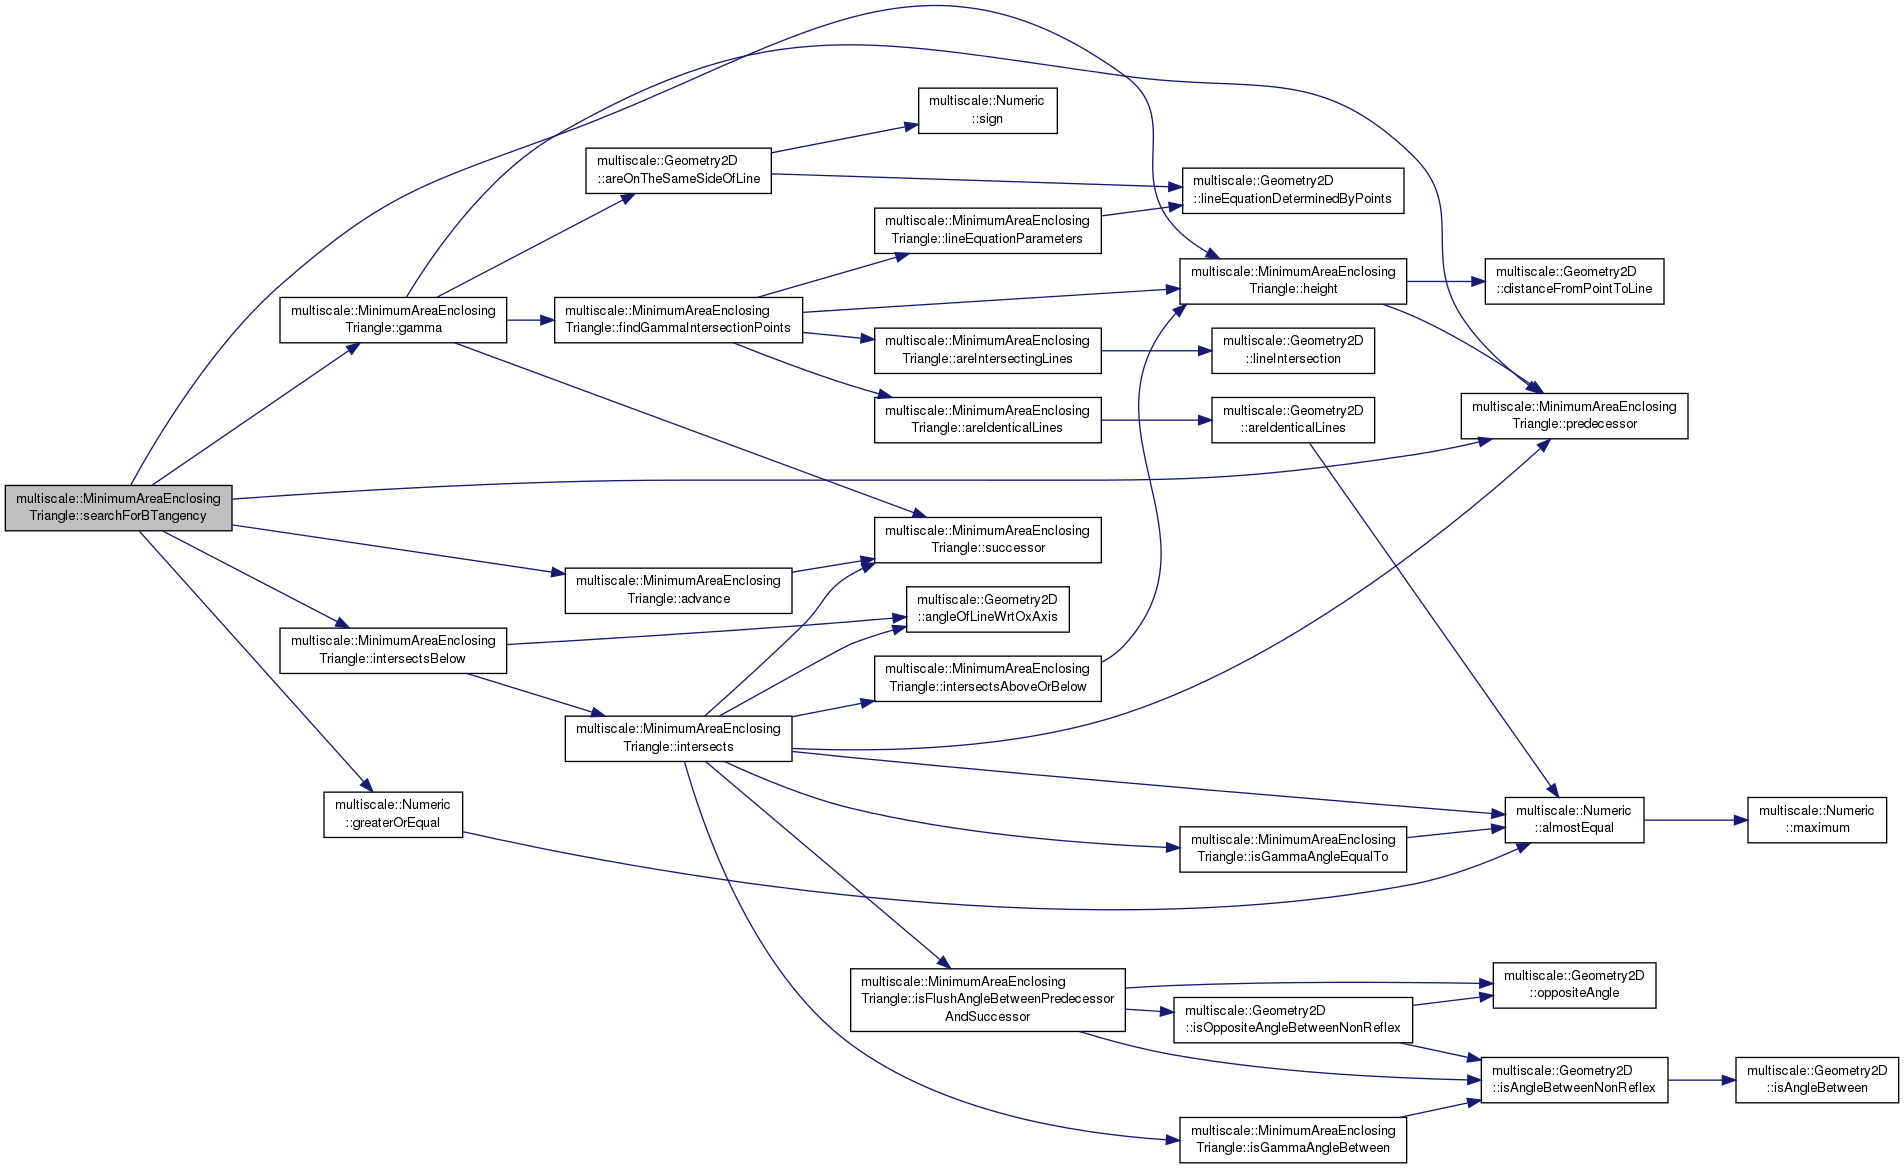 multiscale::MinimumAreaEnclosing
Triangle::searchForBTangency
multiscale::MinimumAreaEnclosing
Triangle::gamma
multiscale::MinimumAreaEnclosing
Triangle::intersectsBelow
multiscale::Numeric
::greaterOrEqual
multiscale::Geometry2D
::areOnTheSameSideOfLine
multiscale::MinimumAreaEnclosing
Triangle::findGammaIntersectionPoints
multiscale::MinimumAreaEnclosing
Triangle::advance
multiscale::MinimumAreaEnclosing
Triangle::intersects
multiscale::Numeric
::sign
multiscale::MinimumAreaEnclosing
Triangle::lineEquationParameters
multiscale::MinimumAreaEnclosing
Triangle::areIntersectingLines
multiscale::MinimumAreaEnclosing
Triangle::areIdenticalLines
multiscale::MinimumAreaEnclosing
Triangle::successor
multiscale::Geometry2D
::angleOfLineWrtOxAxis
multiscale::MinimumAreaEnclosing
Triangle::intersectsAboveOrBelow
multiscale::MinimumAreaEnclosing
Triangle::isFlushAngleBetweenPredecessor
AndSuccessor
multiscale::Geometry2D
::lineEquationDeterminedByPoints
multiscale::MinimumAreaEnclosing
Triangle::height
multiscale::Geometry2D
::lineIntersection
multiscale::Geometry2D
::areIdenticalLines
multiscale::MinimumAreaEnclosing
Triangle::isGammaAngleEqualTo
multiscale::Geometry2D
::isOppositeAngleBetweenNonReflex
multiscale::MinimumAreaEnclosing
Triangle::isGammaAngleBetween
multiscale::Geometry2D
::distanceFromPointToLine
multiscale::MinimumAreaEnclosing
Triangle::predecessor
multiscale::Numeric
::almostEqual
multiscale::Geometry2D
::oppositeAngle
multiscale::Geometry2D
::isAngleBetweenNonReflex
multiscale::Numeric
::maximum
multiscale::Geometry2D
::isAngleBetween